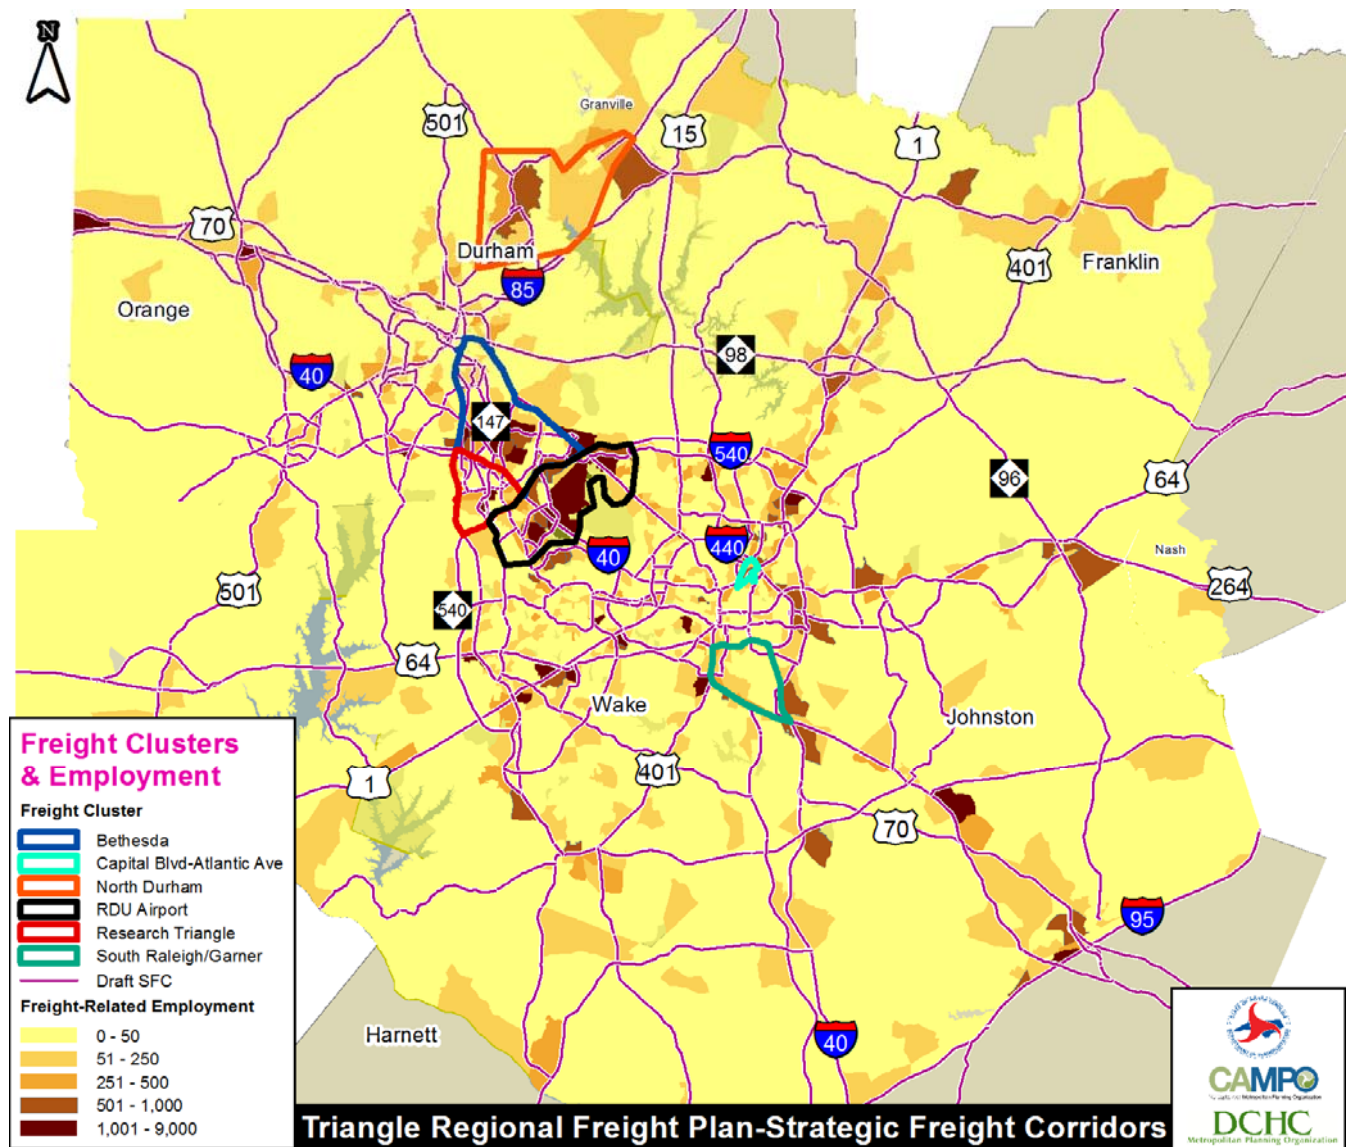 N
Granville
501
15
1
70
Durham
401
Franklin
85
Orange
98
40
147
540
96
64
440
Nash
40
501
264
540
64
Wake
Johnston
401
1
70
95
Harnett
40
Freight Clusters
& Employment
Freight Cluster
Bethesda
Capital Blvd-Atlantic Ave
North Durham
RDU Airport
Research Triangle
South Raleigh/Garner
Draft SFC
Freight-Related Employment
0 - 50
51 - 250
251 - 500
501 - 1,000
1,001 - 9,000
Triangle Regional Freight Plan-Strategic Freight Corridors
CAMPO
DCHC
Metropolitan Planning Organization